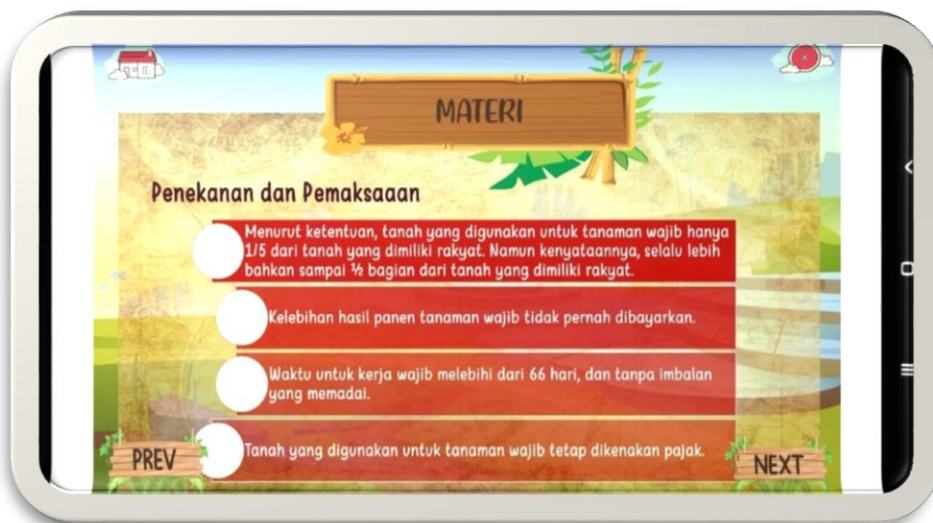 MATERI
Penekanan dan Pemaksaaan
Menurut ketentuan, tanah yang digunakan untuk tanaman wajib hanya
1/5 dari tanah yang dimiliki rakyat. Namun kenyataannya, selalu lebih
bahkan sampai ½ bagian dari tanah yang dimiliki rakyat.
Kelebihan hasil panen tanaman wajib tidak pernah dibayarkan.
Waktu untuk kerja wajib melebihi dari 66 hari, dan tanpa imbalan
yang memadai.
Tanah yang digunakan untuk tanaman wajib tetap dikenakan pajak.
PREV
NEXT